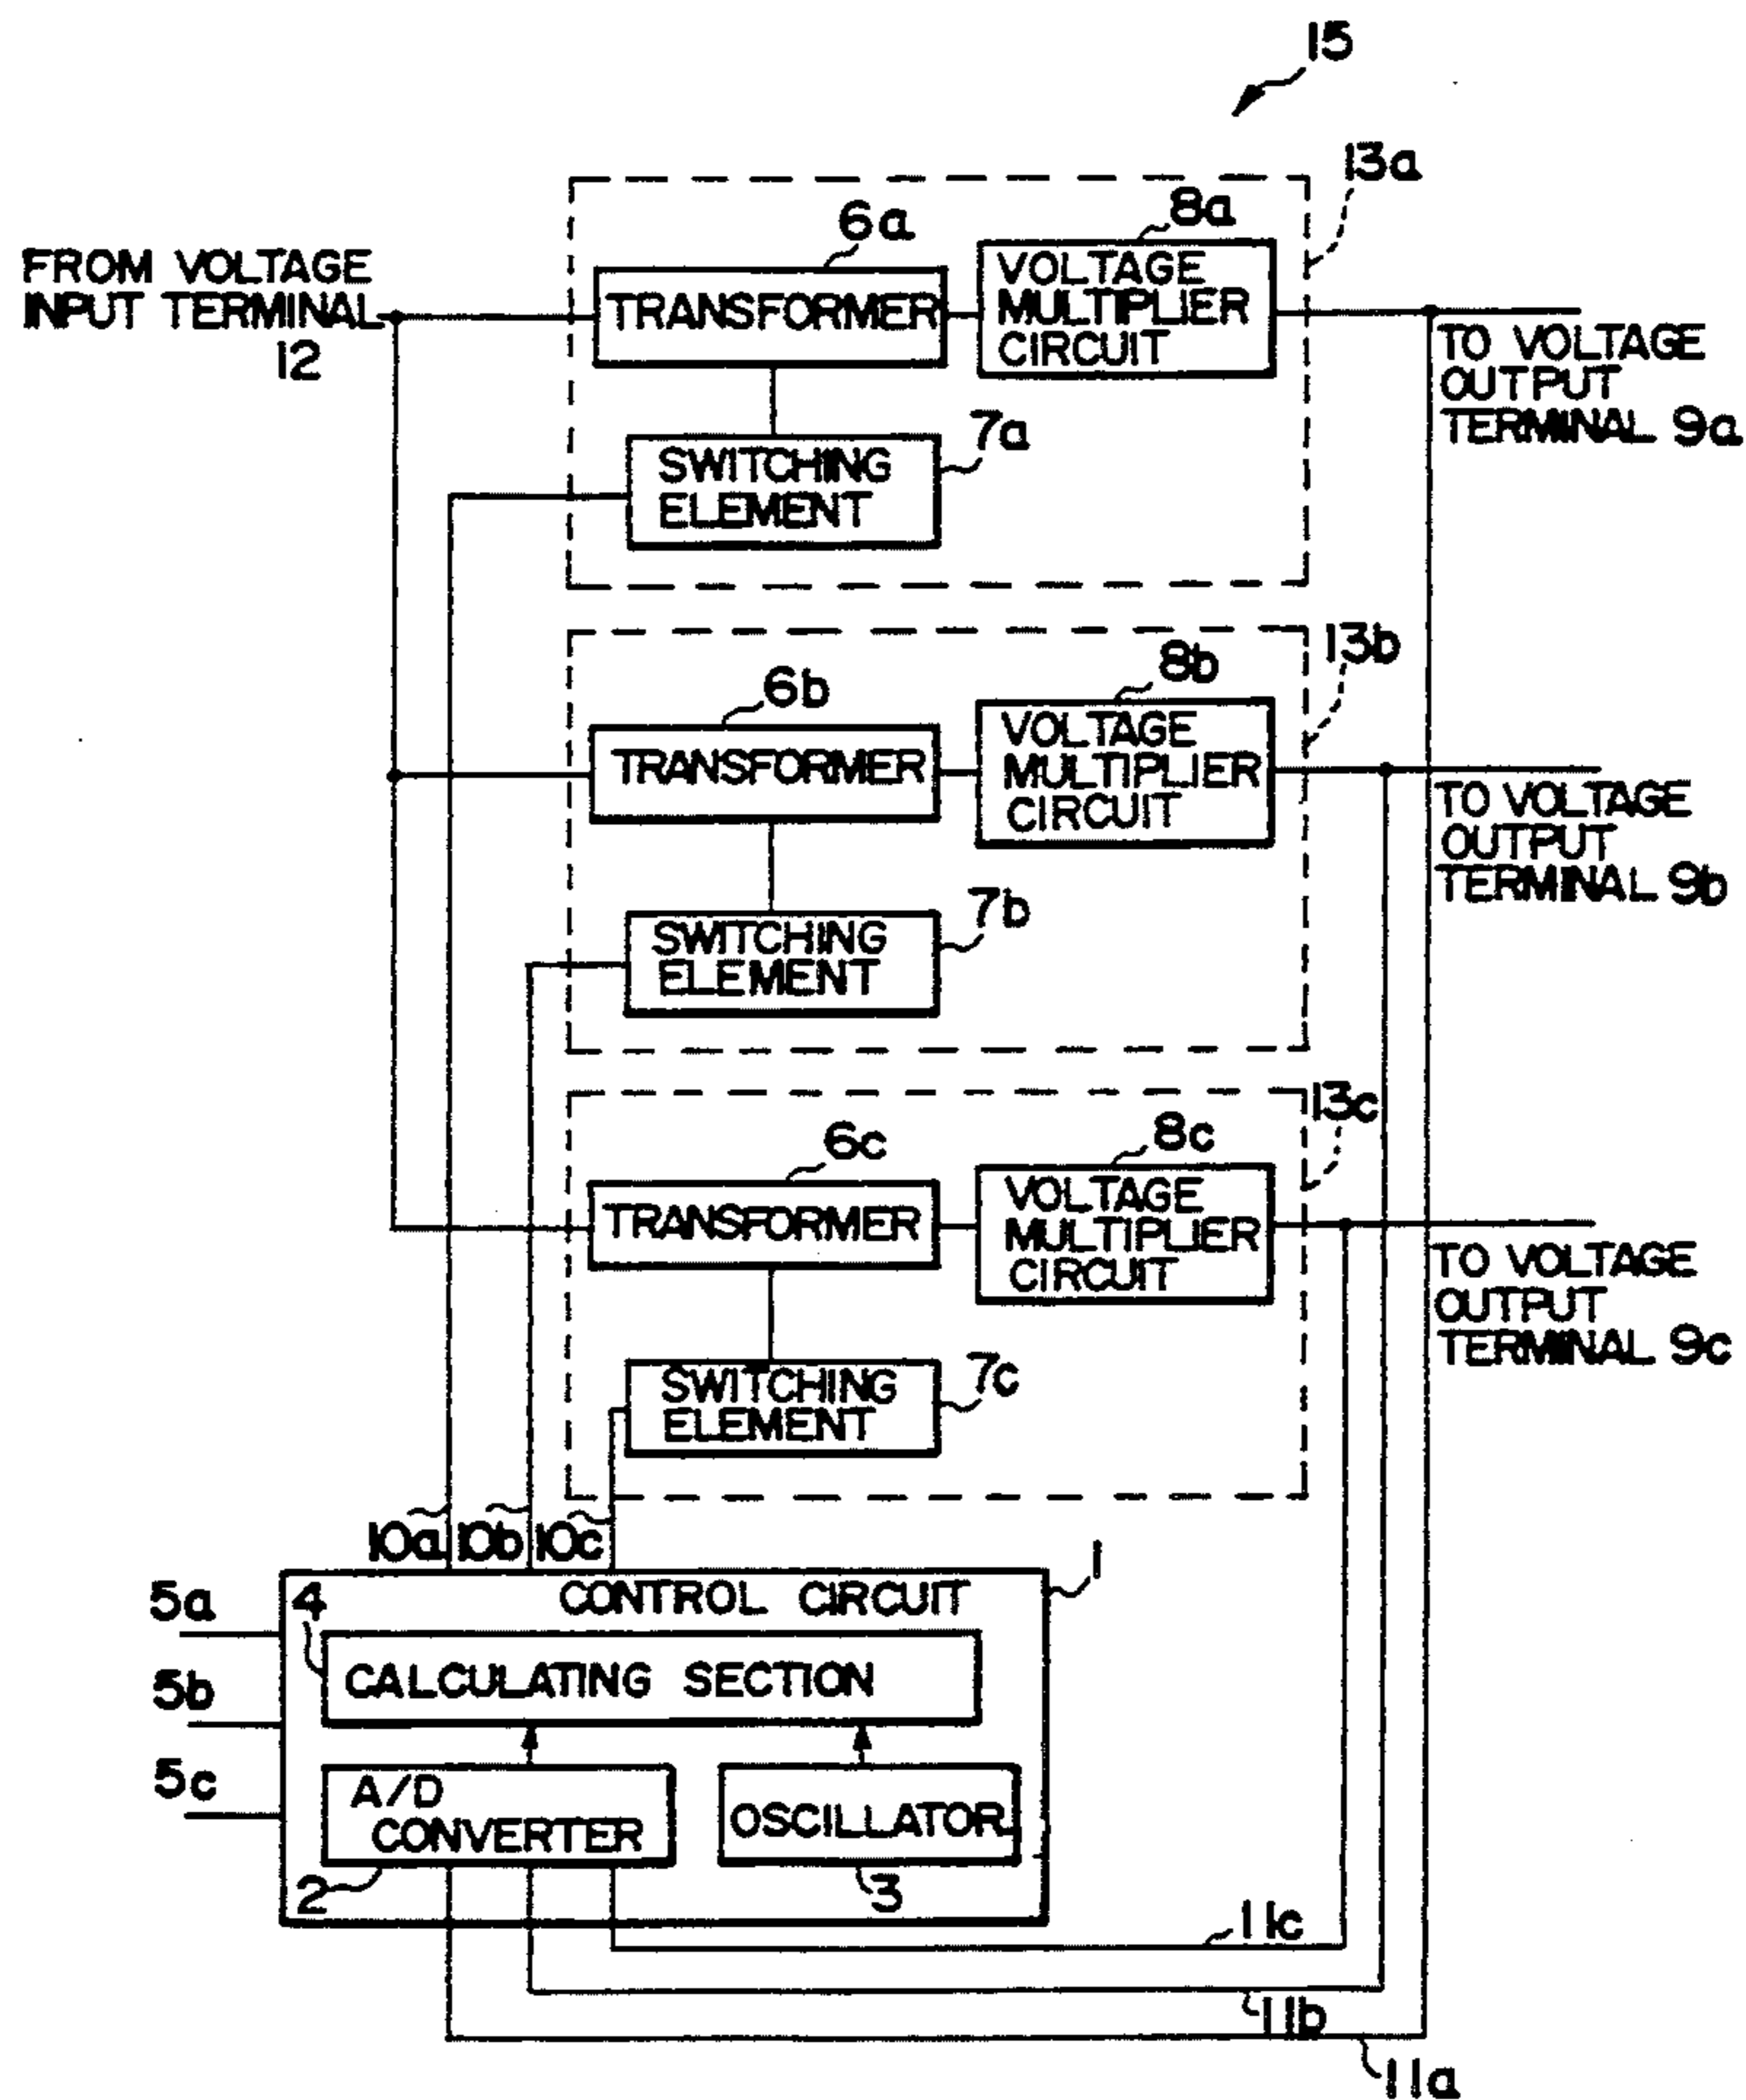 15
13a
6a
8a
FROM VOLTAGE
INPUT TERMINAL
12
TRANSFORMER
VOLTAGE
MULTIPLIER
CIRCUIT
TO VOLTAGE
OUTPUT
TERMINAL 9a
7a
SWITCHING
ELEMENT
13b
6b
8b
TRANSFORMER
VOLTAGE
MULTIPLIER
CIRCUIT
TO VOLTAGE
OUTPUT
TERMINAL 9b
7b
SWITCHING
ELEMENT
13c
6c
8c
TRANSFORMER
VOLTAGE
MULTIPLIER
CIRCUIT
TO VOLTAGE
OUTPUT
TERMINAL 9c
7c
SWITCHING
ELEMENT
10a 10b 10c
1
5a
4
CONTROL CIRCUIT
CALCULATING SECTION
5b
5c
A/D
CONVERTER
OSCILLATOR
2
3
11c
11b
11a